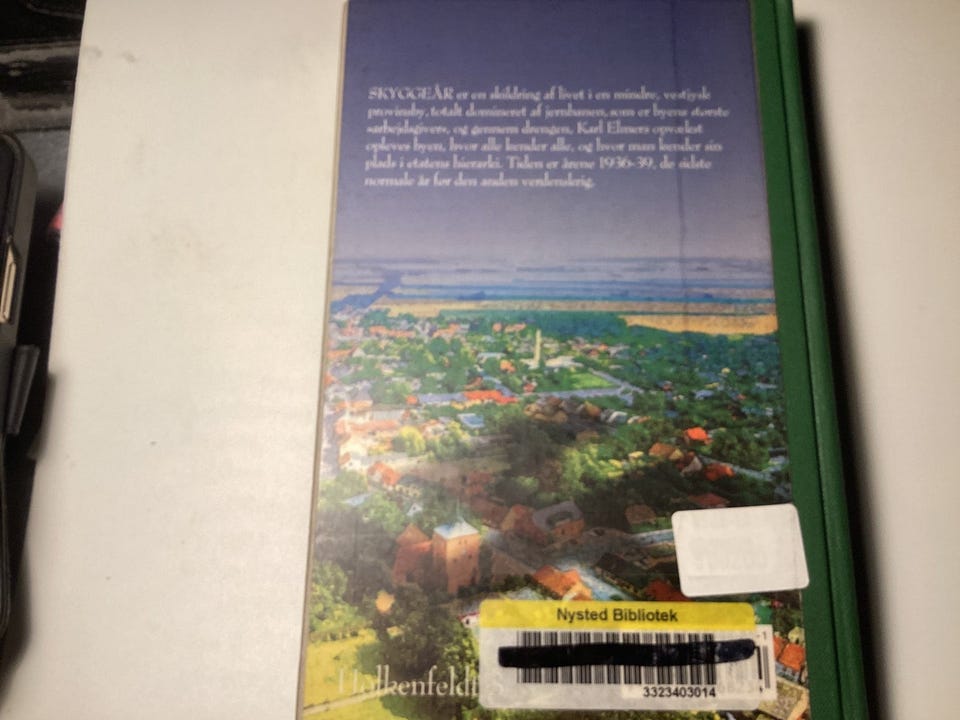 SKYGGEÅR er en skildring af livet i en mindre, vestjysk
provinsby, totalt domineret af jernbanen, som er byens største
arbejdsgiver, og gennem drengen, Karl Elmers opvækst
opleves byen, hvor alle kender alle, og hvor man kender sin
plads i etatens hierarki. Tiden er årene 1936-39, de sidste
normale år før den anden verdenskrig.
Nysted Bibliotek
3323403014
Holkenfeldt